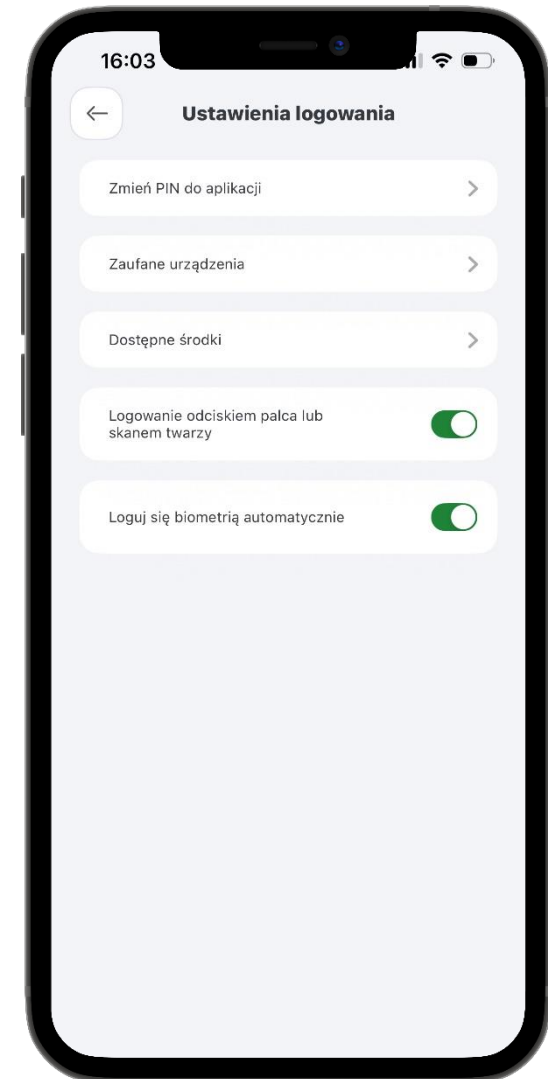 16:03
Ustawienia logowania
Zmień PIN do aplikacji
Zaufane urządzenia
Dostępne środki
Logowanie odciskiem palca lub
skanem twarzy
Loguj się biometrią automatycznie